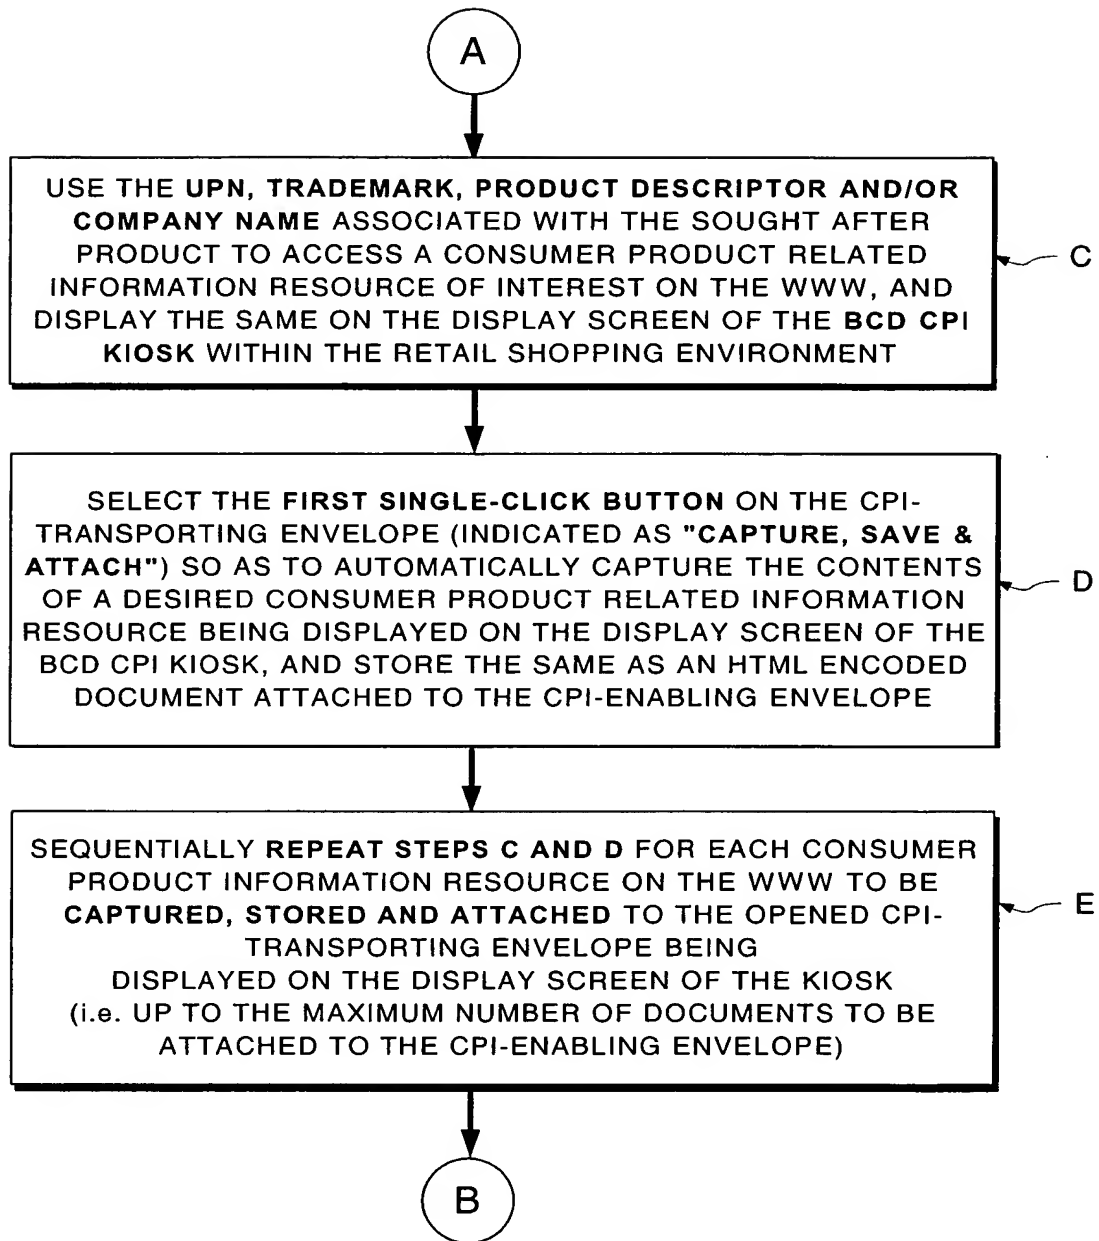 A
USE THE UPN, TRADEMARK, PRODUCT DESCRIPTOR AND/OR
COMPANY NAME ASSOCIATED WITH THE SOUGHT AFTER
PRODUCT TO ACCESS A CONSUMER PRODUCT RELATED
INFORMATION RESOURCE OF INTEREST ON THE WWW, AND
DISPLAY THE SAME ON THE DISPLAY SCREEN OF THE BCD CPI
KIOSK WITHIN THE RETAIL SHOPPING ENVIRONMENT
C
SELECT THE FIRST SINGLE-CLICK BUTTON ON THE CPI-
TRANSPORTING ENVELOPE (INDICATED AS "CAPTURE, SAVE &
ATTACH") SO AS TO AUTOMATICALLY CAPTURE THE CONTENTS
OF A DESIRED CONSUMER PRODUCT RELATED INFORMATION
RESOURCE BEING DISPLAYED ON THE DISPLAY SCREEN OF THE
BCD CPI KIOSK, AND STORE THE SAME AS AN HTML ENCODED
DOCUMENT ATTACHED TO THE CPI-ENABLING ENVELOPE
D
SEQUENTIALLY REPEAT STEPS C AND D FOR EACH CONSUMER
PRODUCT INFORMATION RESOURCE ON THE WWW TO BE
CAPTURED, STORED AND ATTACHED TO THE OPENED CPI-
TRANSPORTING ENVELOPE BEING
DISPLAYED ON THE DISPLAY SCREEN OF THE KIOSK
(i.e. UP TO THE MAXIMUM NUMBER OF DOCUMENTS TO BE
ATTACHED TO THE CPI-ENABLING ENVELOPE)
E
B